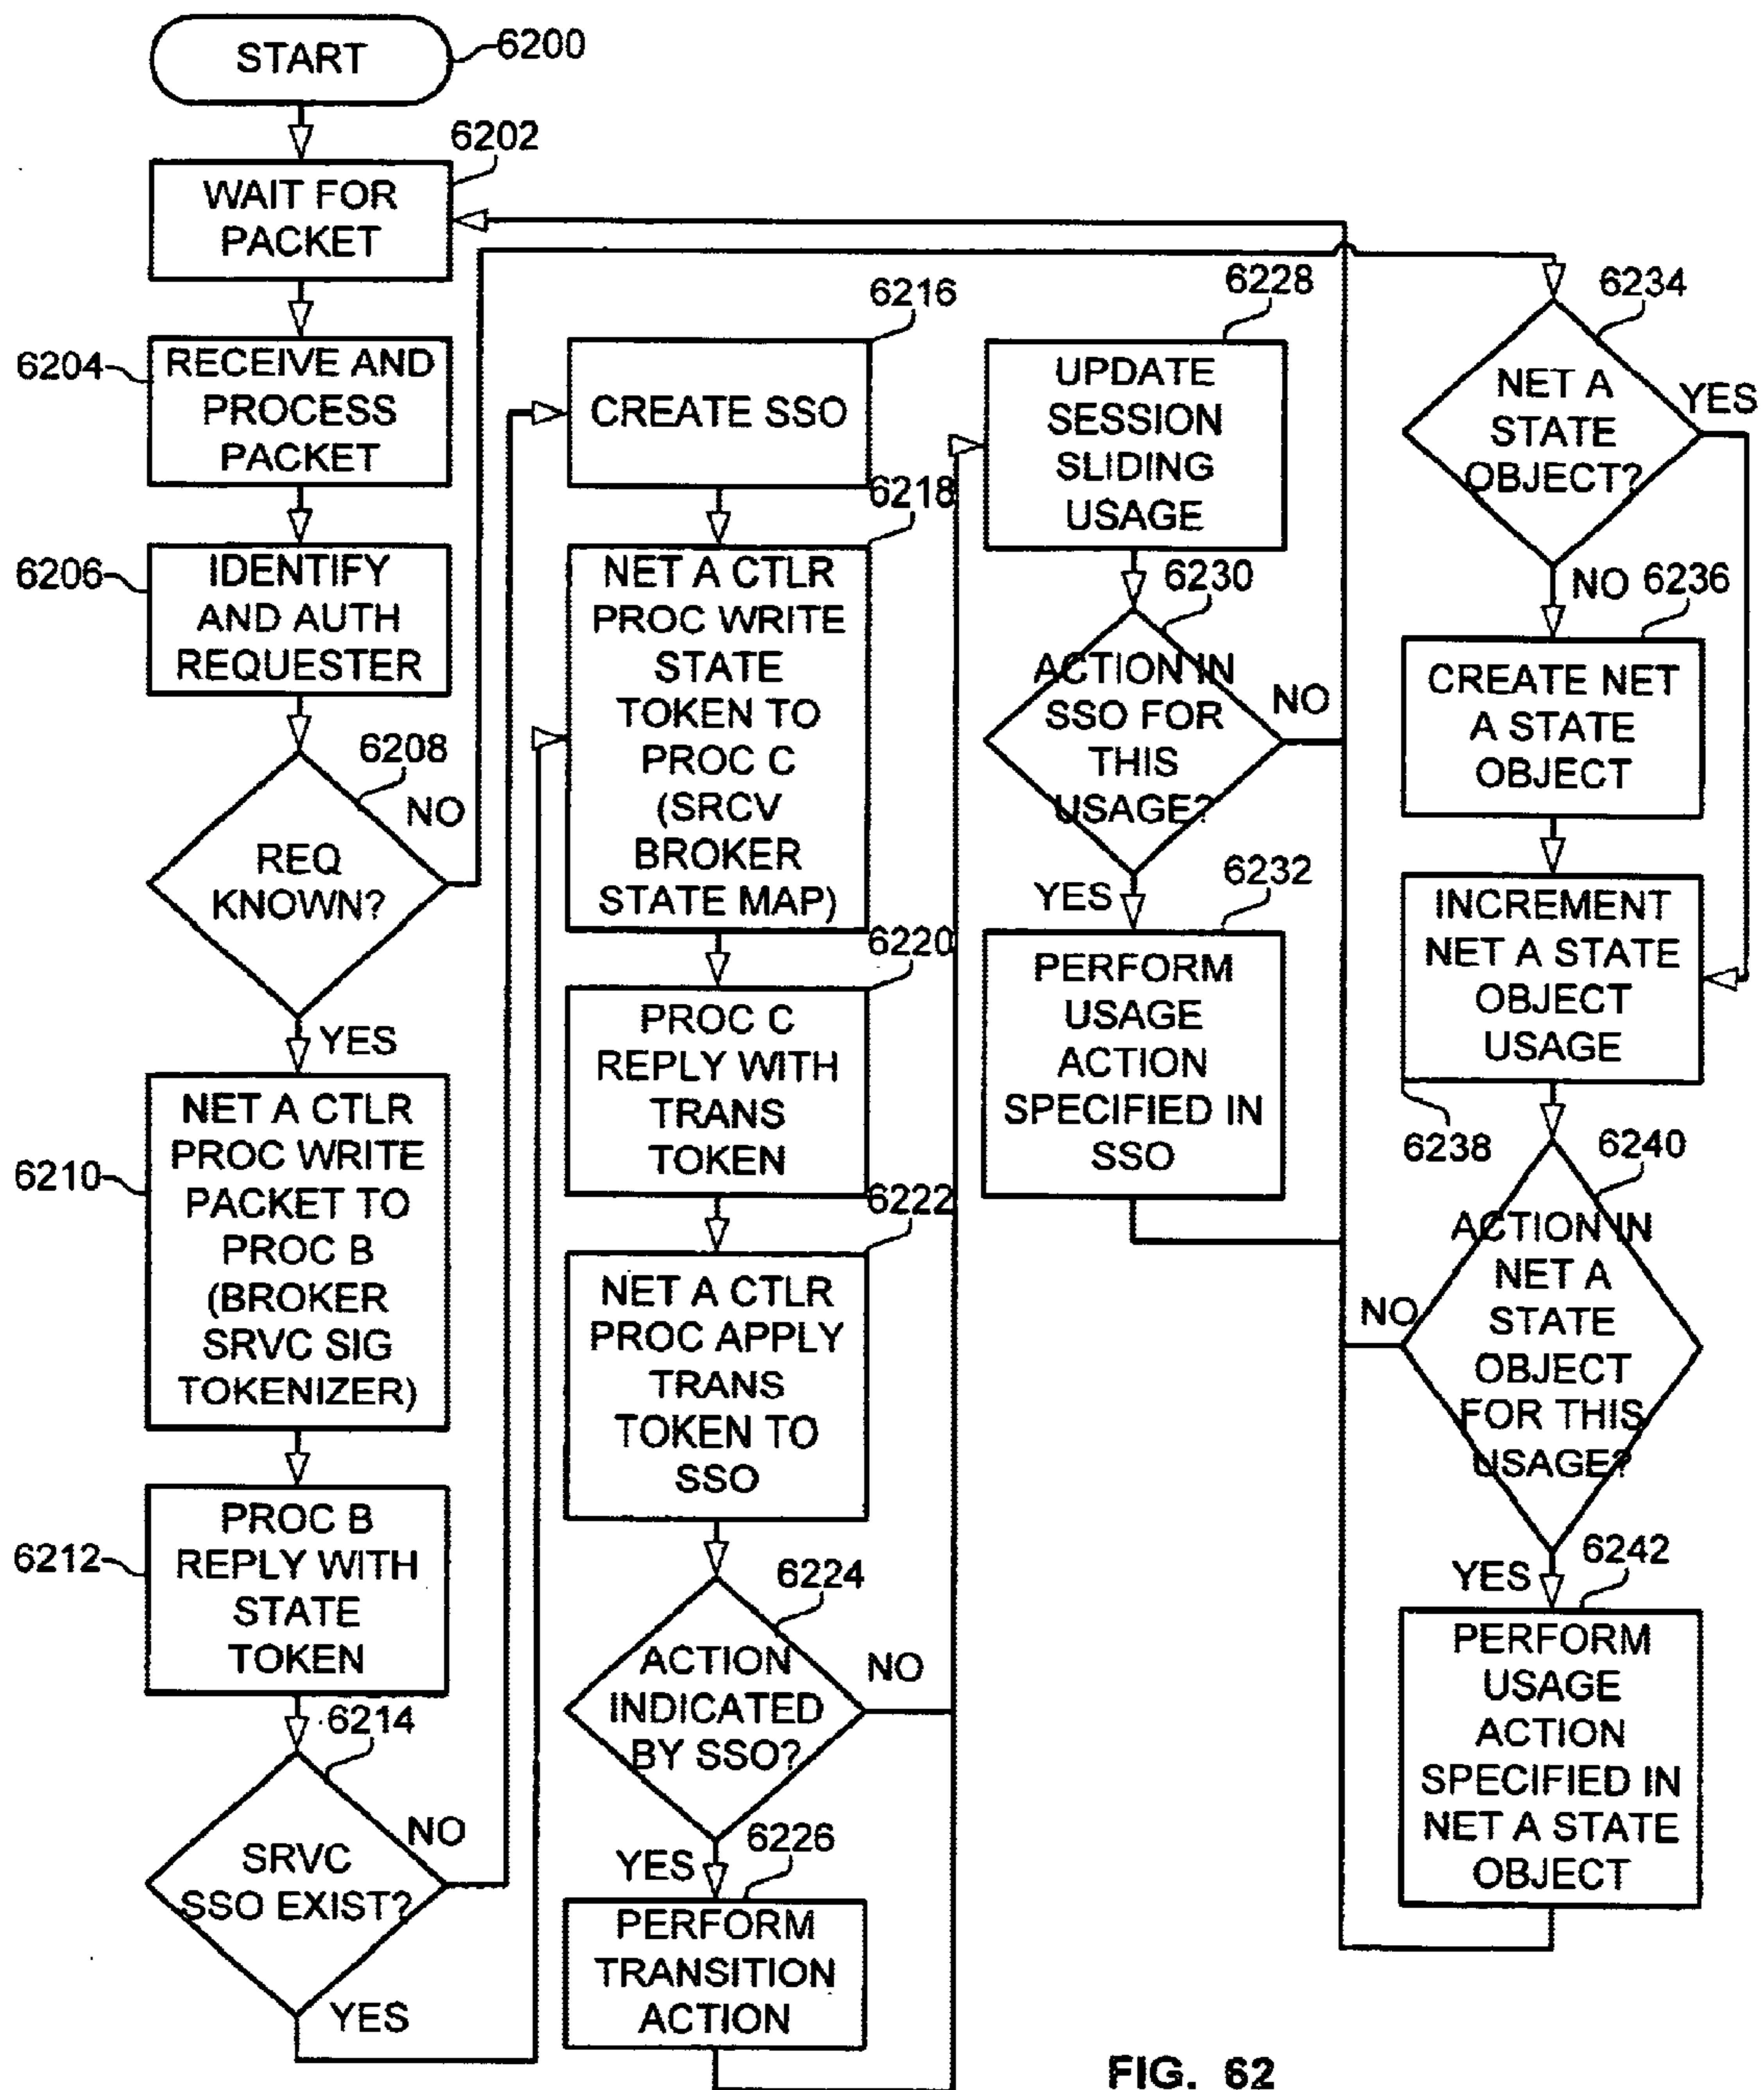 START
6200
6202
WAIT FOR
PACKET
6204
RECEIVE AND
PROCESS
PACKET
6206
IDENTIFY
AND AUTH
REQUESTER
6208
NO
REQ
KNOWN?
YES
6210
NET A CTLR
PROC WRITE
PACKET TO
PROC B
(BROKER
SRVC SIG
TOKENIZER)
6212
PROC B
REPLY WITH
STATE
TOKEN
6214
NO
SRVC
SSO EXIST?
YES
6216
CREATE SSO
6218
NET A CTLR
PROC WRITE
STATE
TOKEN TO
PROC C
(SRCV
BROKER
STATE MAP)
6220
PROC C
REPLY WITH
TRANS
TOKEN
6222
NET A CTLR
PROC APPLY
TRANS
TOKEN TO
SSO
6224
NO
ACTION
INDICATED
BY SSO?
YES
6226
PERFORM
TRANSITION
ACTION
6228
UPDATE
SESSION
SLIDING
USAGE
6230
ACTION IN
SSO FOR
THIS
USAGE?
NO
YES
6232
PERFORM
USAGE
ACTION
SPECIFIED IN
SSO
6234
NET A
STATE
OBJECT?
YES
NO
6236
CREATE NET
A STATE
OBJECT
INCREMENT
NET A STATE
OBJECT
USAGE
6238
6240
ACTION IN
NET A
STATE
OBJECT
FOR THIS
USAGE?
NO
YES
6242
PERFORM
USAGE
ACTION
SPECIFIED IN
NET A STATE
OBJECT
FIG. 62